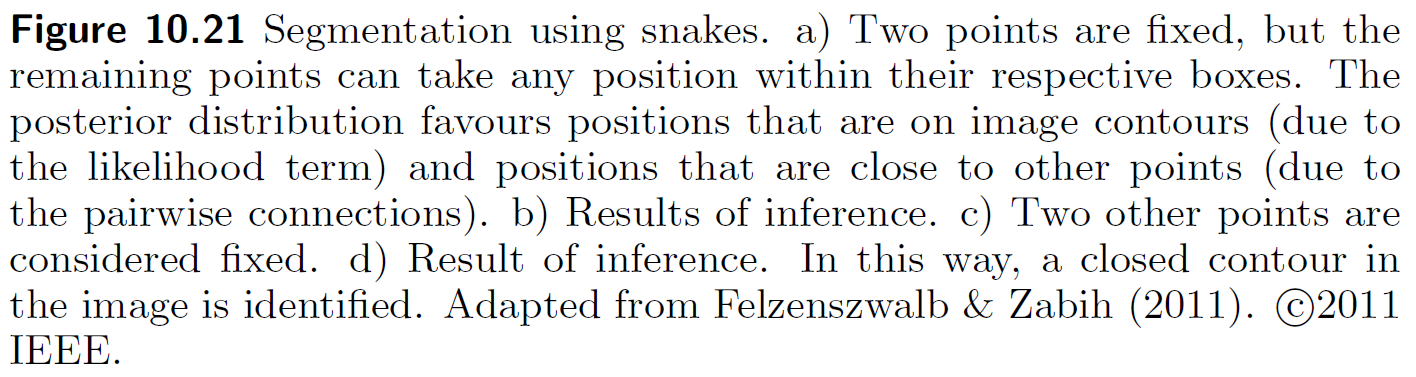 Figure 10.21 Segmentation using snakes. a) Two points are fixed, but the
remaining points can take any position within their respective boxes. The
posterior distribution favours positions that are on image contours (due to
the likelihood term) and positions that are close to other points (due to
the pairwise connections). b) Results of inference. c) Two other points are
considered fixed. d) Result of inference. In this way, a closed contour in
the image is identified. Adapted from Felzenszwalb & Zabih (2011). ©2011
IEEE.